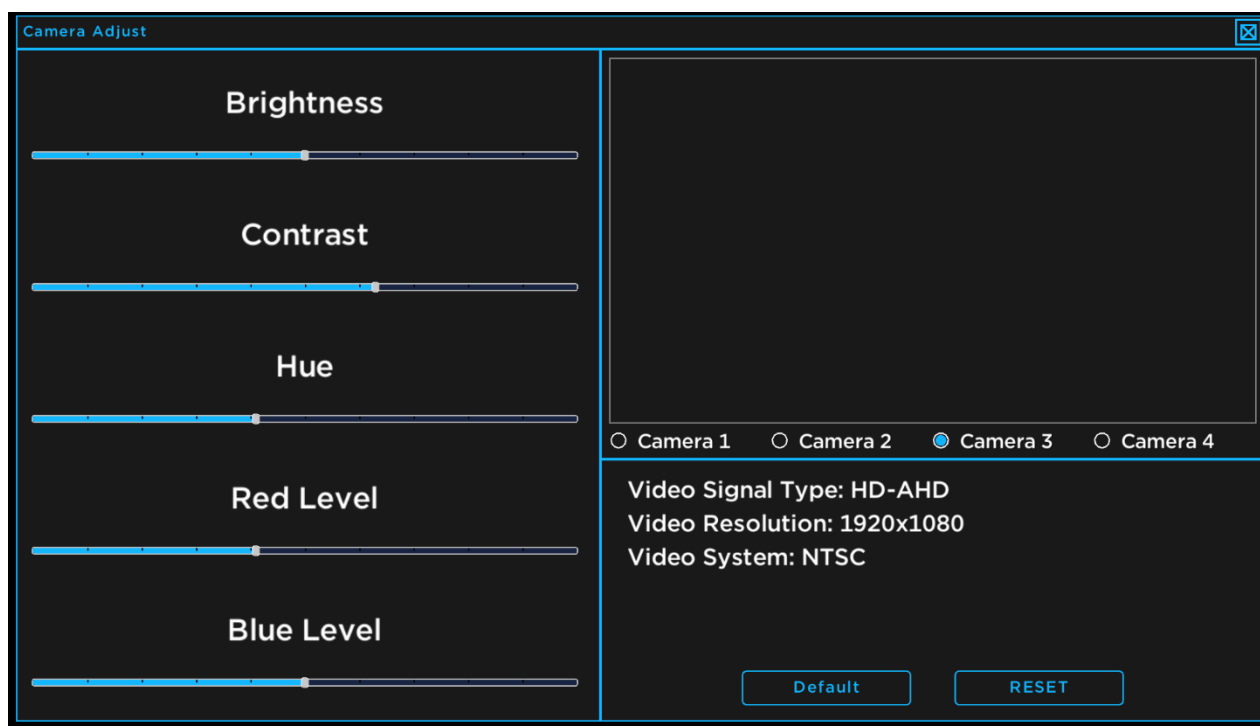 Camera Adjust
Brightness
Contrast
Hue
Red Level
Blue Level
Camera 1 Camera 2 Camera 3 Camera 4
Video Signal Type: HD-AHD
Video Resolution: 1920x1080
Video System: NTSC
Default RESET